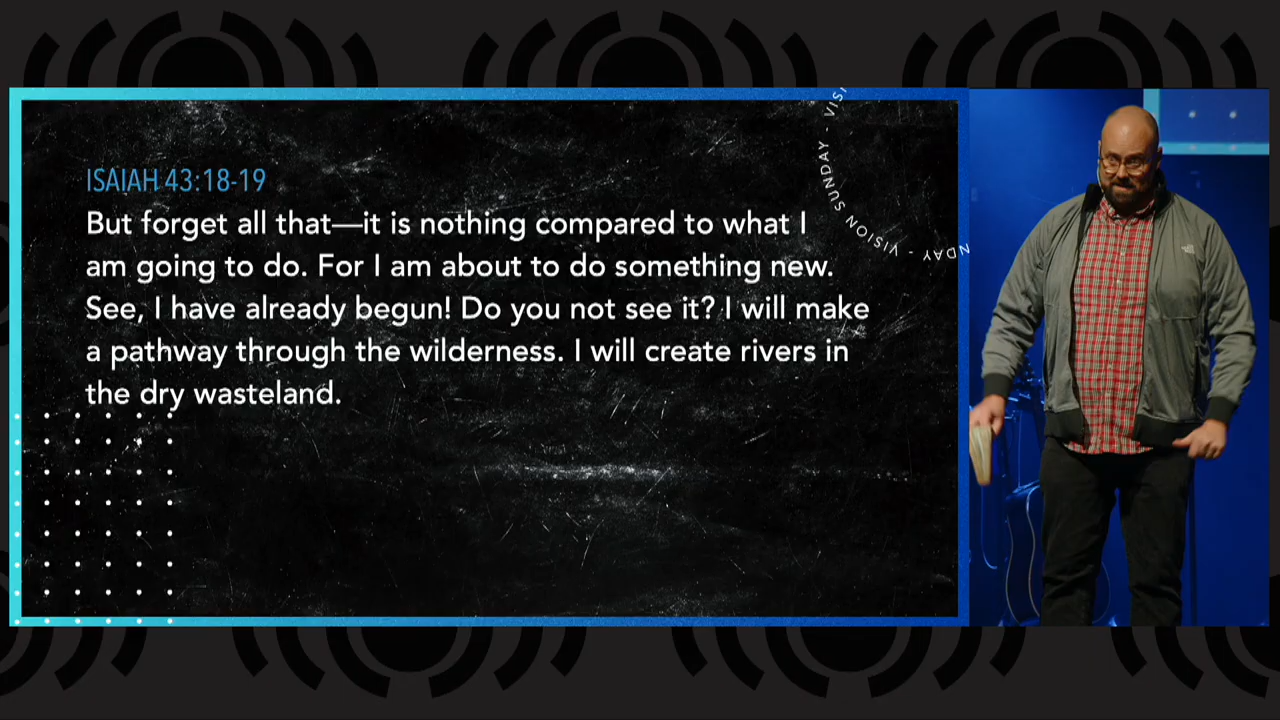 ISAIAH 43:18-19
But forget all that—it is nothing compared to what I
am going to do. For I am about to do something new.
See, I have already begun! Do you not see it? I will make
a pathway through the wilderness. I will create rivers in
the dry wasteland.
NDAY - VISION SUNDAY - VISI